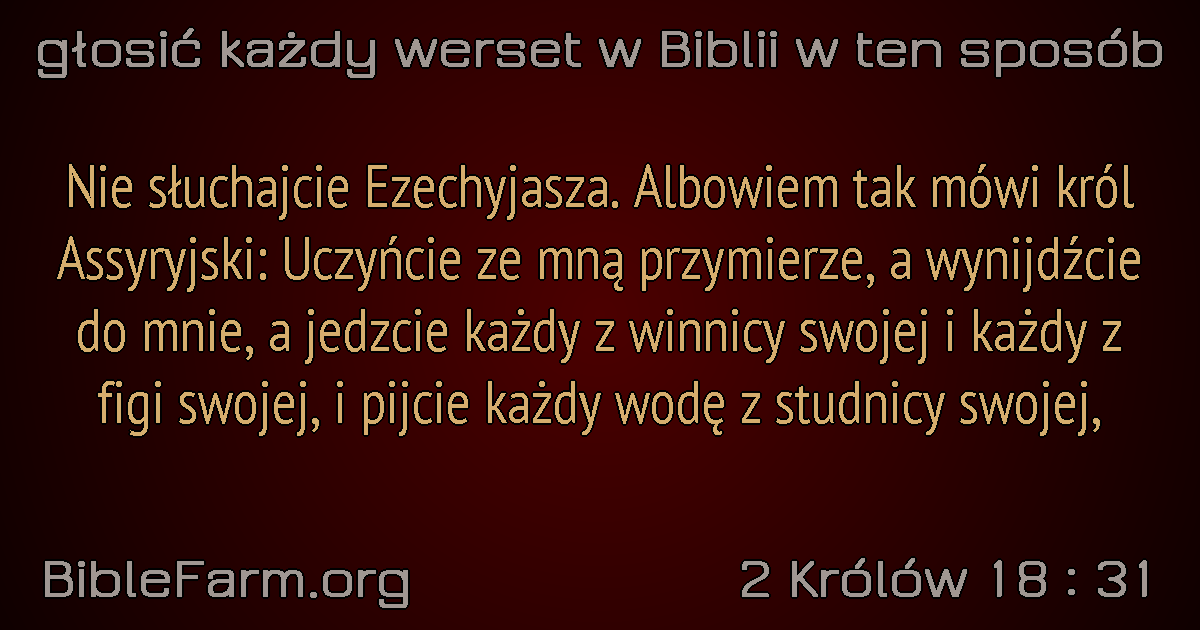 głosić każdy werset w Biblii w ten sposób
Nie słuchajcie Ezechyjasza. Albowiem tak mówi król
Assyryjski: Uczyńcie ze mną przymierze, a wynijdźcie
do mnie, a jedzcie każdy z winnicy swojej i każdy z
figi swojej, i pijcie każdy wodę z studnicy swojej,
BibleFarm.org
2 Królów 18 : 31